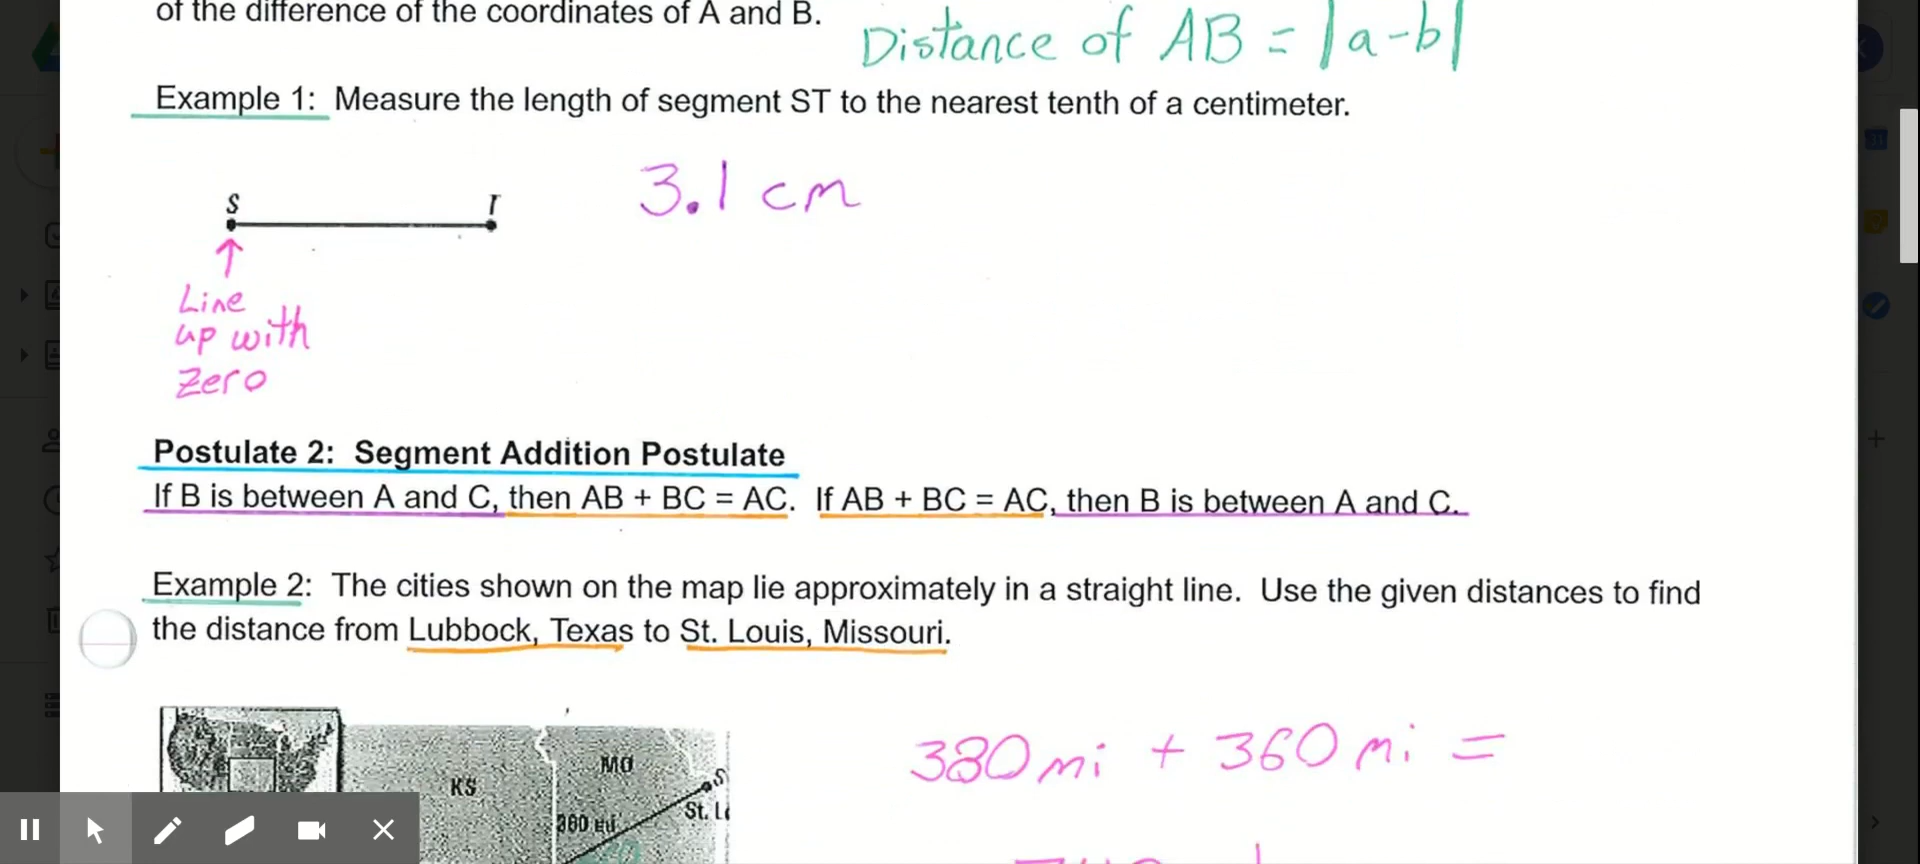 of the difference of the coordinates of A and B.
Distance of AB = |a-b|
Example 1: Measure the length of segment ST to the nearest tenth of a centimeter.
S T
3.1 cm
Line
up with
zero
Postulate 2: Segment Addition Postulate
If B is between A and C, then AB + BC = AC. If AB + BC = AC, then B is between A and C.
Example 2: The cities shown on the map lie approximately in a straight line. Use the given distances to find
the distance from Lubbock, Texas to St. Louis, Missouri.
380 mi + 360 mi =
MO
KS
S
St. L
360 mi
31